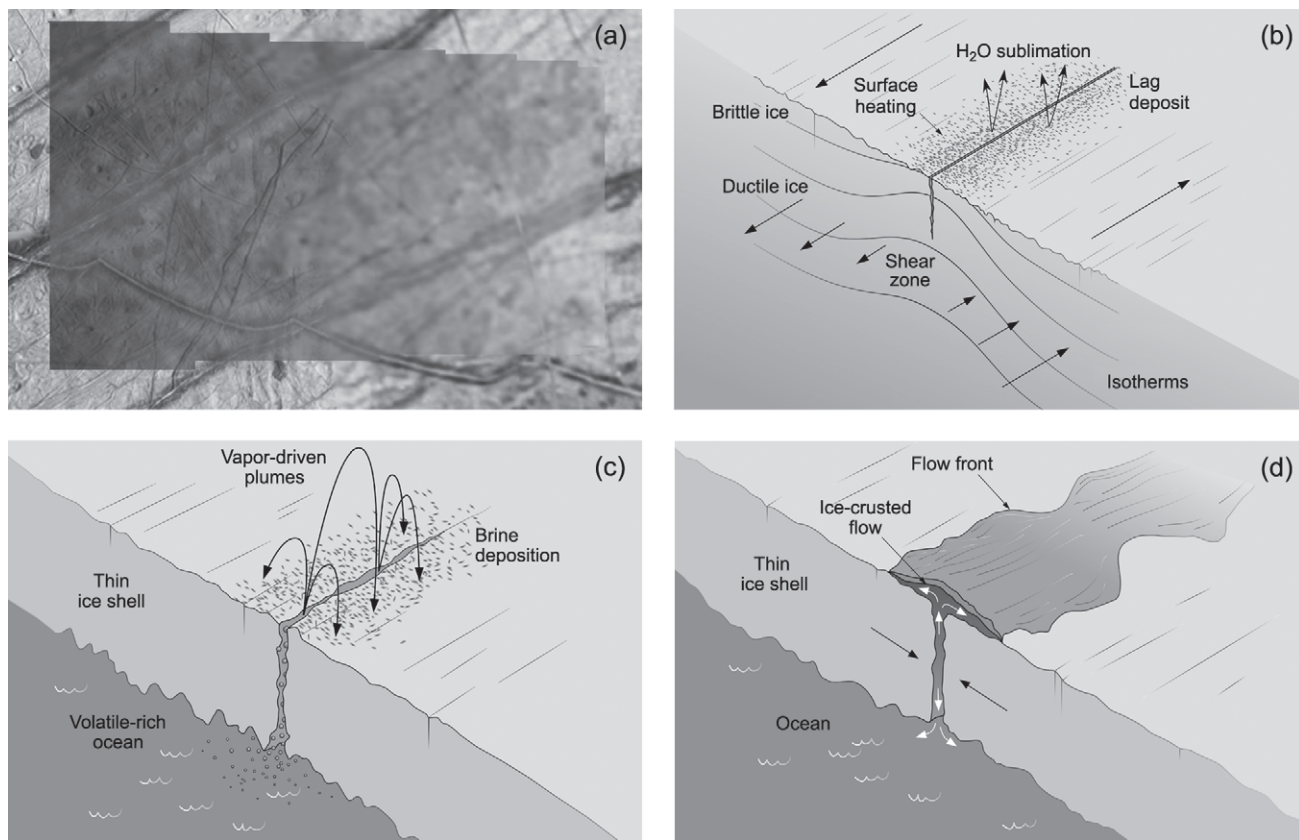 (a)
(b)
H₂O sublimation
Surface
heating
Lag
deposit
Brittle ice
Ductile ice
Shear
zone
Isotherms
(c)
Vapor-driven
plumes
Brine
deposition
Thin
ice shell
Volatile-rich
ocean
(d)
Flow front
Ice-crusted
flow
Thin
ice shell
Ocean